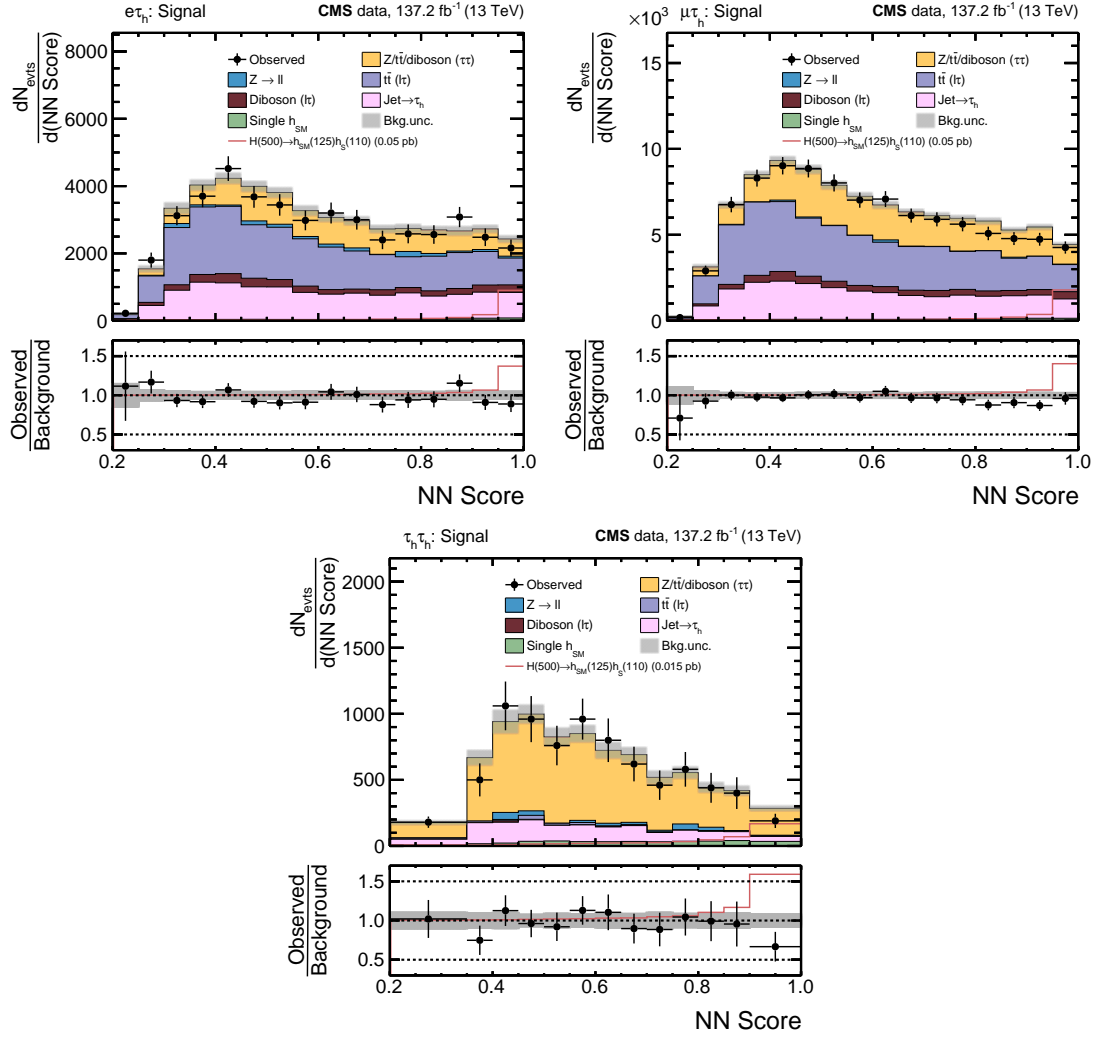 eτh: Signal
CMS data, 137.2 fb-1 (13 TeV)
dNevts
d(NN Score)
8000
6000
4000
2000
0
Observed
Z/tt̄/diboson (ττ)
Z → ll
tt̄ (lτ)
Diboson (lτ)
Jet→τh
Single hSM
Bkg.unc.
H(500)→hSM(125)hS(110) (0.05 pb)
Observed
Background
1.5
1.0
0.5
0.2 0.4 0.6 0.8 1.0
NN Score
×10^3
μτh: Signal
CMS data, 137.2 fb-1 (13 TeV)
dNevts
d(NN Score)
15
10
5
0
Observed
Z/tt̄/diboson (ττ)
Z → ll
tt̄ (lτ)
Diboson (lτ)
Jet→τh
Single hSM
Bkg.unc.
H(500)→hSM(125)hS(110) (0.05 pb)
Observed
Background
1.5
1.0
0.5
0.2 0.4 0.6 0.8 1.0
NN Score
τhτh: Signal
CMS data, 137.2 fb-1 (13 TeV)
dNevts
d(NN Score)
2000
1500
1000
500
0
Observed
Z/tt̄/diboson (ττ)
Z → ll
tt̄ (lτ)
Diboson (lτ)
Jet→τh
Single hSM
Bkg.unc.
H(500)→hSM(125)hS(110) (0.015 pb)
Observed
Background
1.5
1.0
0.5
0.2 0.4 0.6 0.8 1.0
NN Score